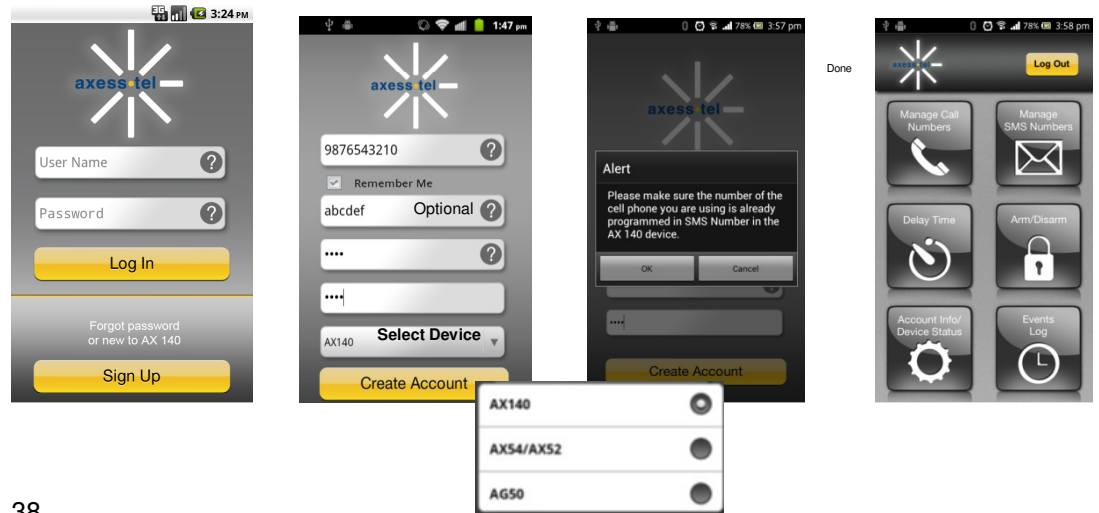 3G 3:24 PM
axess tel
User Name ?
Password ?
Log In
Forgot password
or new to AX 140
Sign Up
1:47 pm
axess tel
9876543210 ?
Remember Me
abcdef Optional ?
•••• ?
••••
AX140 Select Device
Create Account
AX140
AX54/AX52
AG50
78% 3:57 pm
axess tel
Alert
Please make sure the number of the
cell phone you are using is already
programmed in SMS Number in the
AX 140 device.
OK Cancel
?
••••
Create Account
Done
78% 3:58 pm
axess tel
Log Out
Manage Call
Numbers
Manage
SMS Numbers
Delay Time
Arm/Disarm
Account Info/
Device Status
Events
Log
38